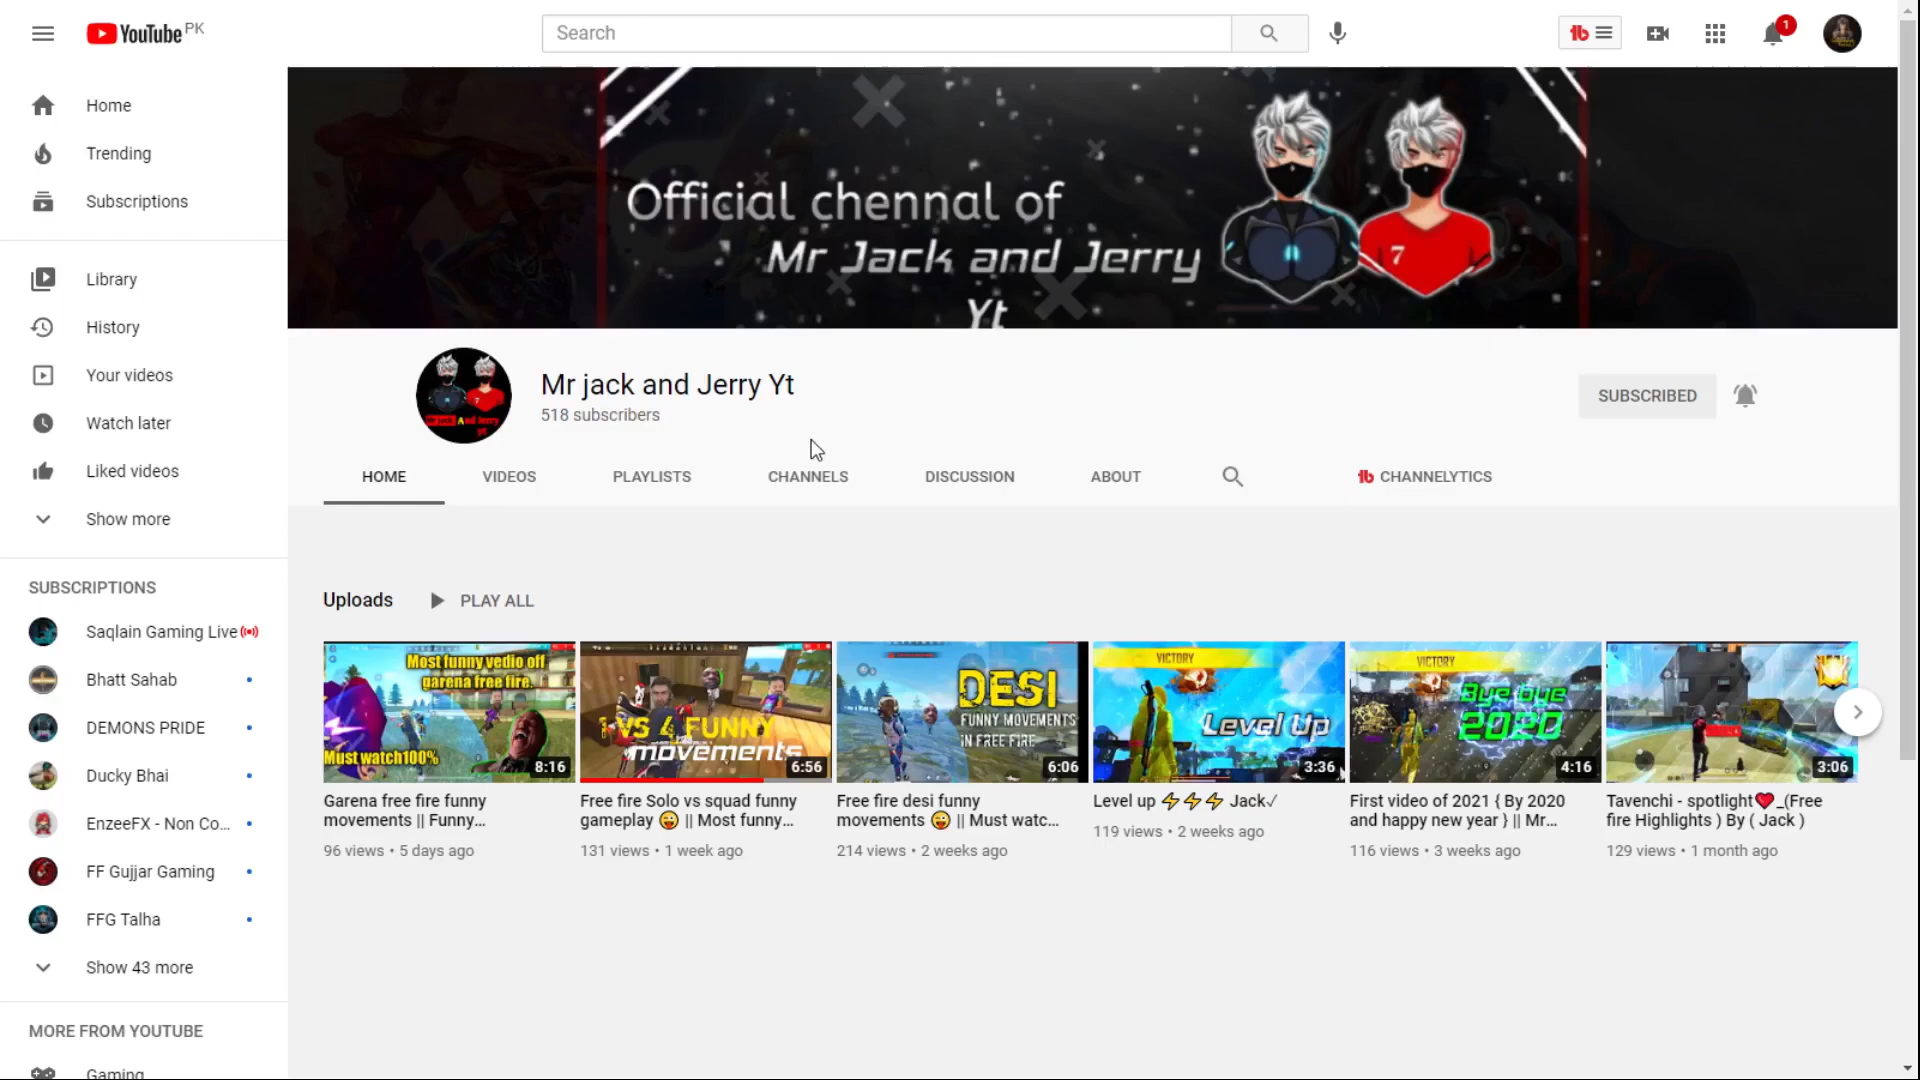 YouTube PK
Search
1
Home
Trending
Subscriptions
Library
History
Your videos
Watch later
Liked videos
Show more
SUBSCRIPTIONS
Saqlain Gaming Live
Bhatt Sahab
DEMONS PRIDE
Ducky Bhai
EnzeeFX - Non Co...
FF Gujjar Gaming
FFG Talha
Show 43 more
MORE FROM YOUTUBE
Gaming
Official chennal of
Mr Jack and Jerry
Yt
7
Mr jack and Jerry Yt
518 subscribers
SUBSCRIBED
HOME
VIDEOS
PLAYLISTS
CHANNELS
DISCUSSION
ABOUT
CHANNELYTICS
Uploads
PLAY ALL
Most funny vedio off
garena free fire.
Must watch100%
8:16
Garena free fire funny
movements || Funny...
96 views • 5 days ago
1 VS 4 FUNNY
movements
6:56
Free fire Solo vs squad funny
gameplay 😜 || Most funny...
131 views • 1 week ago
DESI
FUNNY MOVEMENTS
IN FREE FIRE
6:06
Free fire desi funny
movements 😜 || Must watc...
214 views • 2 weeks ago
VICTORY
Level Up
3:36
Level up ⚡⚡⚡ Jack✓
119 views • 2 weeks ago
VICTORY
Bye bye
2020
4:16
First video of 2021 { By 2020
and happy new year } || Mr...
116 views • 3 weeks ago
3:06
Tavenchi - spotlight❤️_(Free
fire Highlights ) By ( Jack )
129 views • 1 month ago